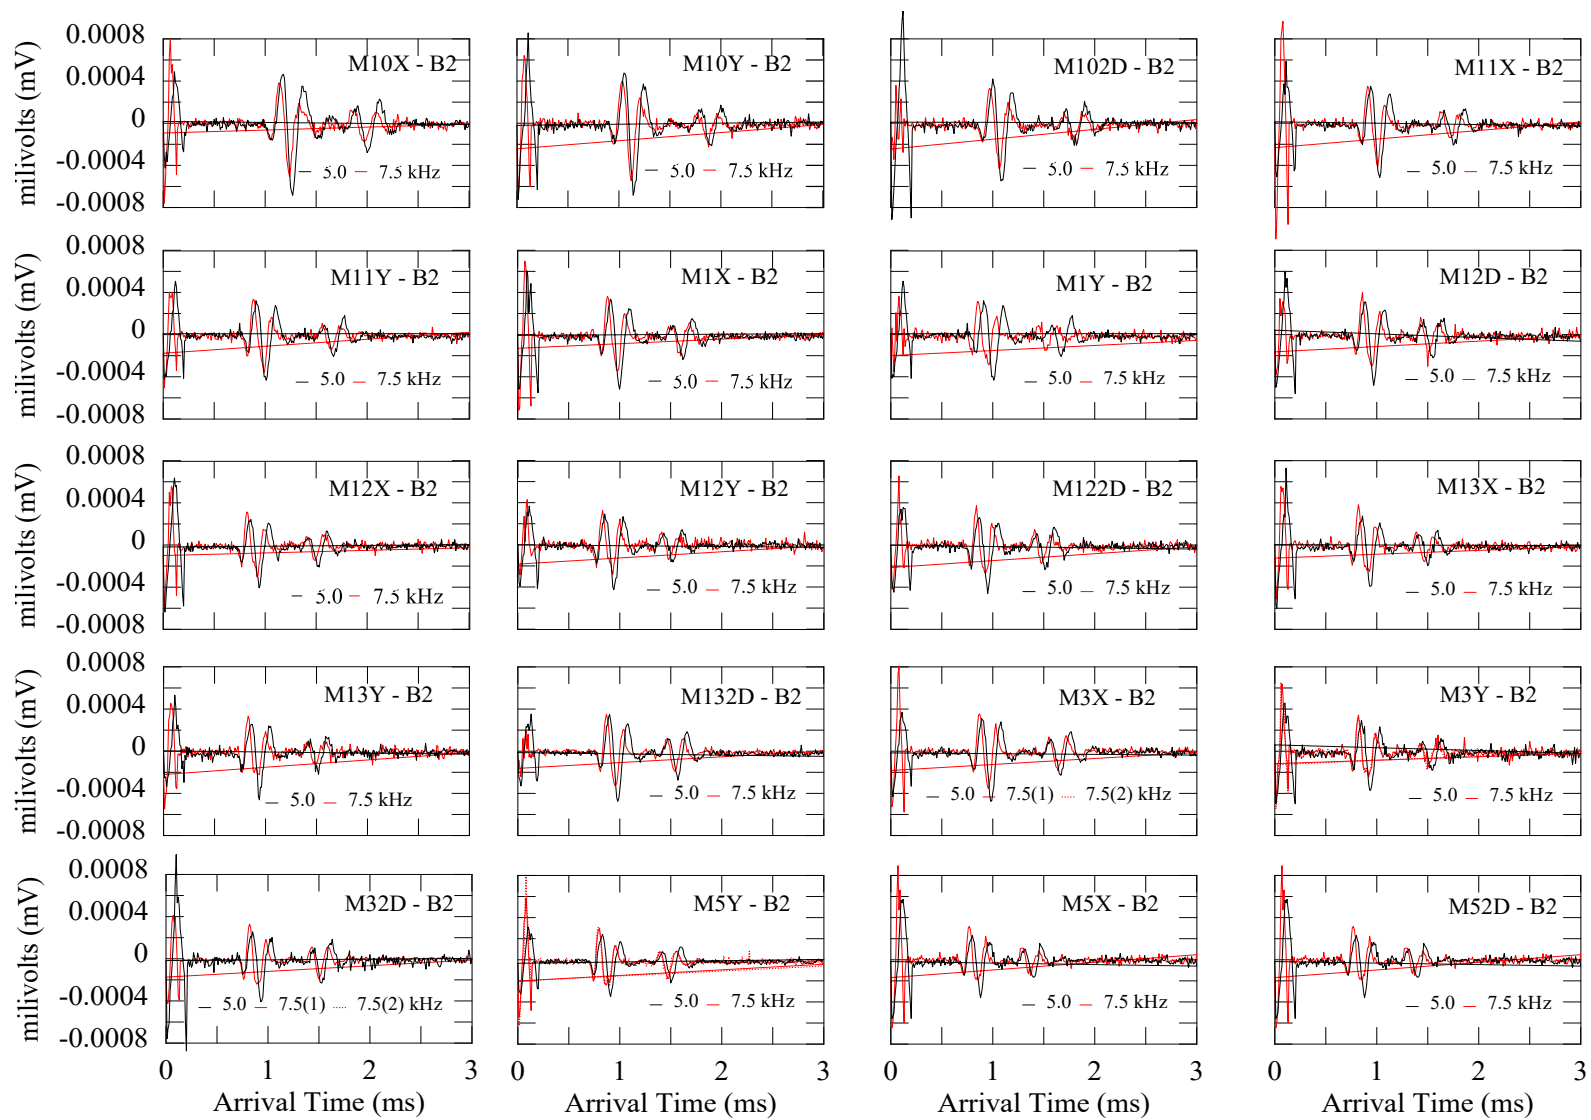 0.0008
0.0004
0
-0.0004
-0.0008
milivolts (mV)
M10X - B2
5.0 7.5 kHz
M10Y - B2
5.0 7.5 kHz
M102D - B2
5.0 7.5 kHz
M11X - B2
5.0 7.5 kHz
0.0008
0.0004
0
-0.0004
-0.0008
milivolts (mV)
M11Y - B2
5.0 7.5 kHz
M1X - B2
5.0 7.5 kHz
M1Y - B2
5.0 7.5 kHz
M12D - B2
5.0 7.5 kHz
0.0008
0.0004
0
-0.0004
-0.0008
milivolts (mV)
M12X - B2
5.0 7.5 kHz
M12Y - B2
5.0 7.5 kHz
M122D - B2
5.0 7.5 kHz
M13X - B2
5.0 7.5 kHz
0.0008
0.0004
0
-0.0004
-0.0008
milivolts (mV)
M13Y - B2
5.0 7.5 kHz
M132D - B2
5.0 7.5 kHz
M3X - B2
5.0 7.5(1) 7.5(2) kHz
M3Y - B2
5.0 7.5 kHz
0.0008
0.0004
0
-0.0004
-0.0008
milivolts (mV)
M32D - B2
5.0 7.5(1) 7.5(2) kHz
M5Y - B2
5.0 7.5 kHz
M5X - B2
5.0 7.5 kHz
M52D - B2
5.0 7.5 kHz
0 1 2 3
0 1 2 3
0 1 2 3
0 1 2 3
Arrival Time (ms)
Arrival Time (ms)
Arrival Time (ms)
Arrival Time (ms)